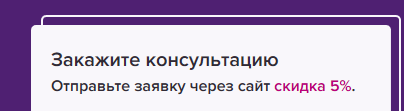 Закажите консультацию
Отправьте заявку через сайт скидка 5%.